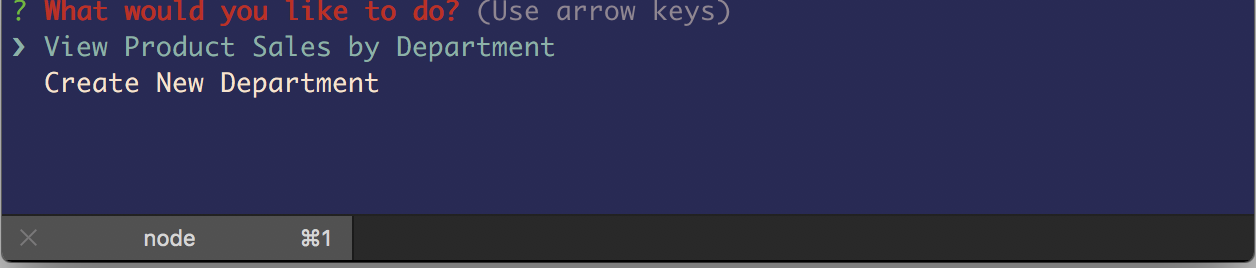 ? What would you like to do? (Use arrow keys)
❯ View Product Sales by Department
Create New Department
node ⌘1